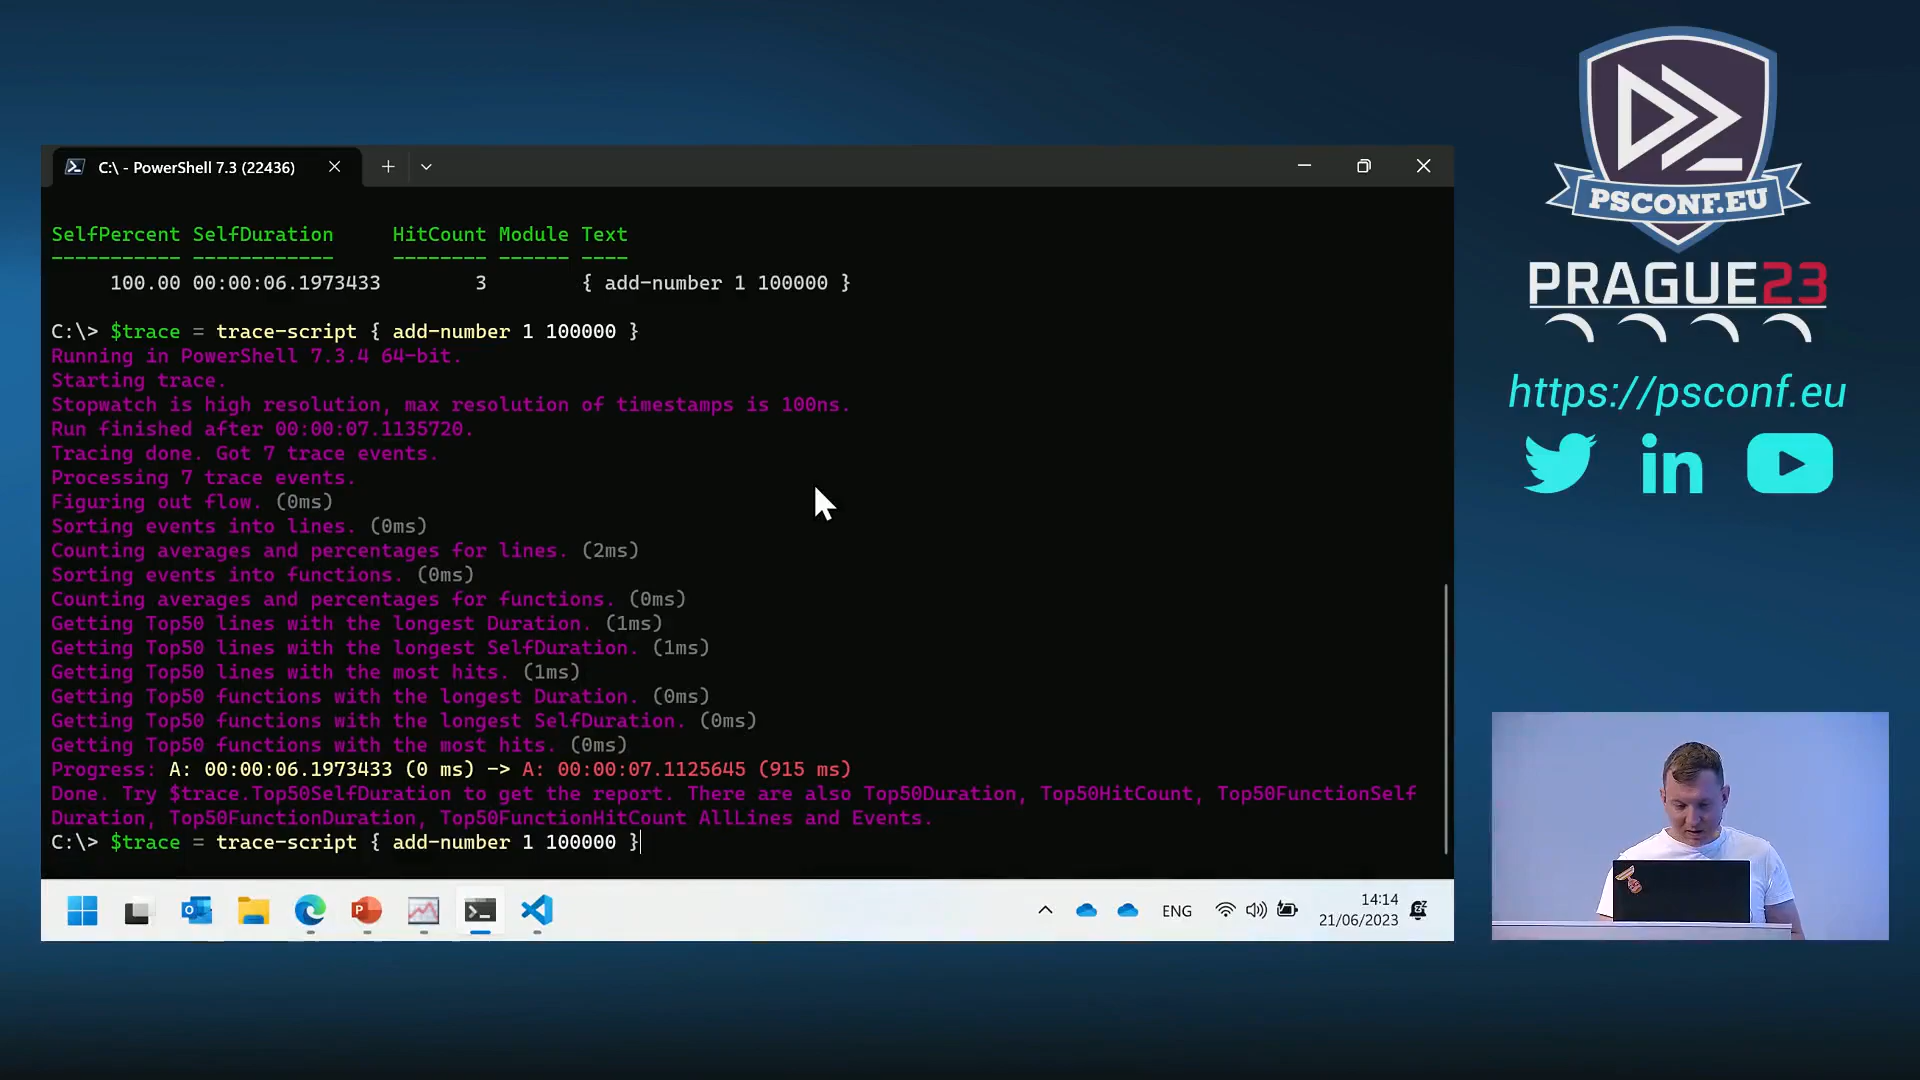 C:\ - PowerShell 7.3 (22436)
SelfPercent SelfDuration     HitCount Module Text
----------- ------------     -------- ------ ----
     100.00 00:00:06.1973433        3        { add-number 1 100000 }
C:\> $trace = trace-script { add-number 1 100000 }
Running in PowerShell 7.3.4 64-bit.
Starting trace.
Stopwatch is high resolution, max resolution of timestamps is 100ns.
Run finished after 00:00:07.1135720.
Tracing done. Got 7 trace events.
Processing 7 trace events.
Figuring out flow. (0ms)
Sorting events into lines. (0ms)
Counting averages and percentages for lines. (2ms)
Sorting events into functions. (0ms)
Counting averages and percentages for functions. (0ms)
Getting Top50 lines with the longest Duration. (1ms)
Getting Top50 lines with the longest SelfDuration. (1ms)
Getting Top50 lines with the most hits. (1ms)
Getting Top50 functions with the longest Duration. (0ms)
Getting Top50 functions with the longest SelfDuration. (0ms)
Getting Top50 functions with the most hits. (0ms)
Progress: A: 00:00:06.1973433 (0 ms) -> A: 00:00:07.1125645 (915 ms)
Done. Try $trace.Top50SelfDuration to get the report. There are also Top50Duration, Top50HitCount, Top50FunctionSelf
Duration, Top50FunctionDuration, Top50FunctionHitCount AllLines and Events.
C:\> $trace = trace-script { add-number 1 100000 }
ENG
14:14
21/06/2023
PSCONF.EU
PRAGUE23
https://psconf.eu
in